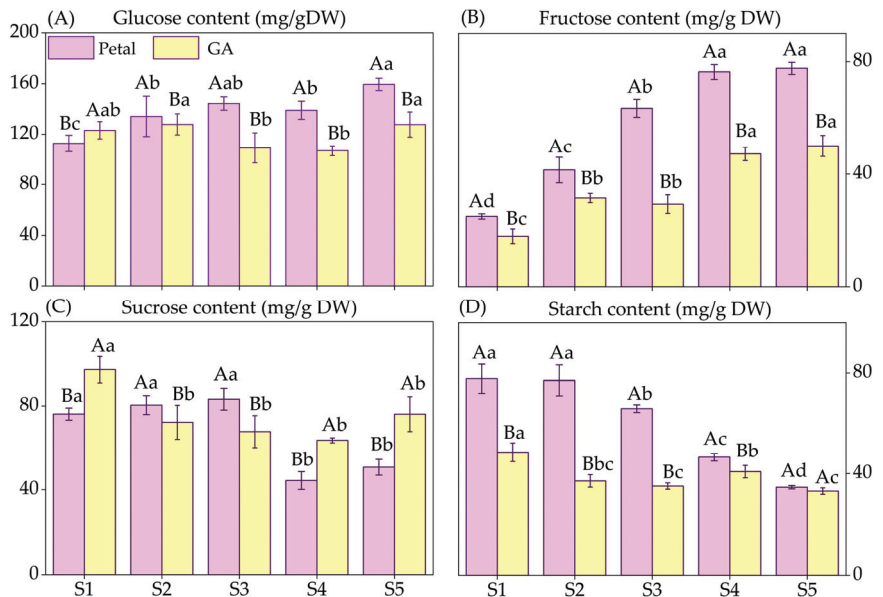 (A) Glucose content (mg/gDW)
200
160
120
80
40
0
Petal GA
Bc Aab Ab Ba Aab Bb Ab Bb Aa Ba
(B) Fructose content (mg/g DW)
80
40
0
Ad Bc Ac Bb Ab Bb Aa Ba Aa Ba
(C) Sucrose content (mg/g DW)
120
80
40
0
Ba Aa Aa Bb Aa Bb Bb Ab Bb Ab
S1 S2 S3 S4 S5
(D) Starch content (mg/g DW)
80
40
0
Aa Ba Aa Bbc Ab Bc Ac Bb Ad Ac
S1 S2 S3 S4 S5